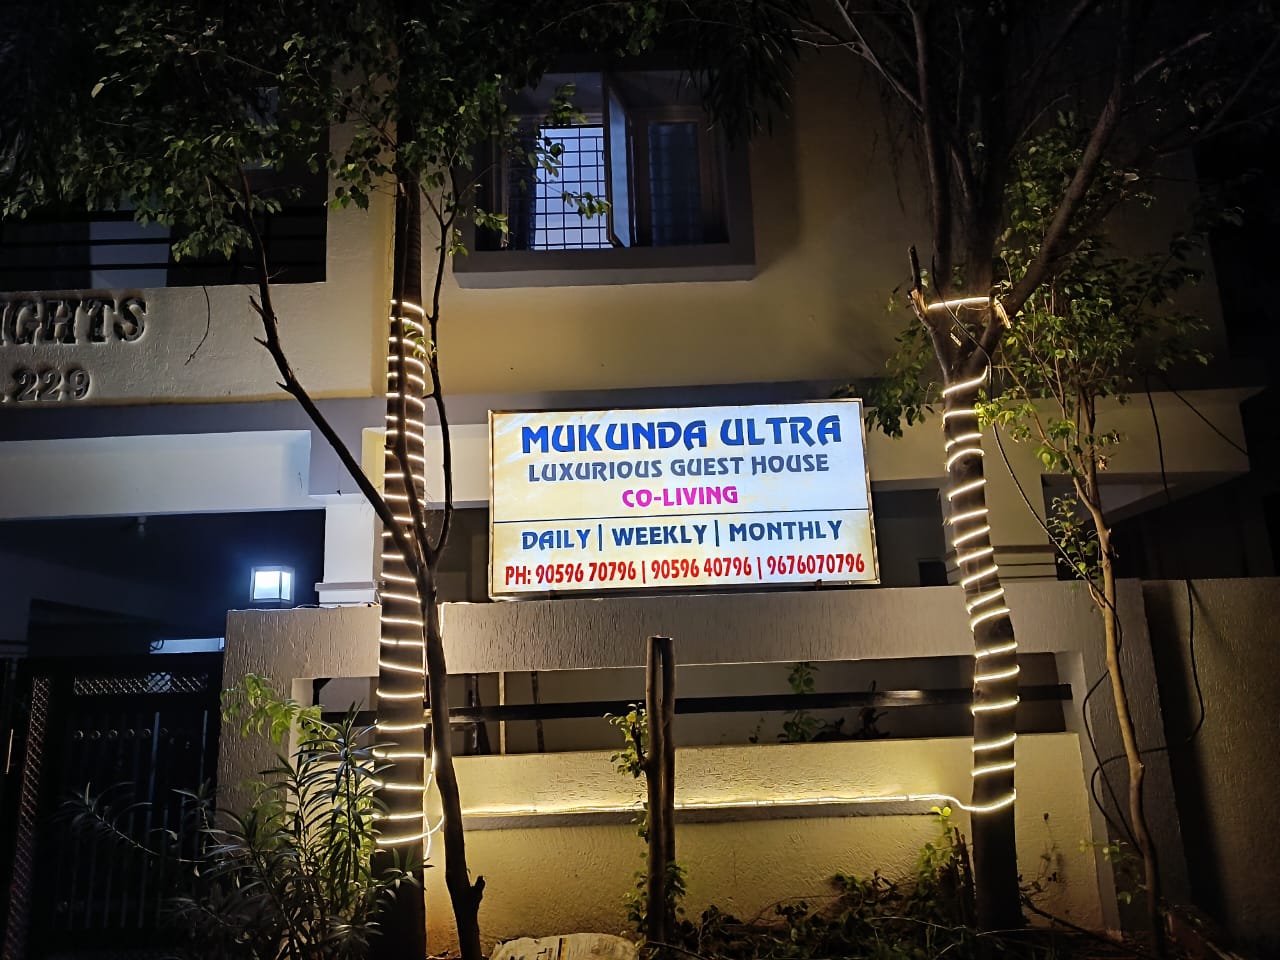 IGHTS
. 229
MUKUNDA ULTRA
LUXURIOUS GUEST HOUSE
CO-LIVING
DAILY | WEEKLY | MONTHLY
PH: 90596 70796 | 90596 40796 | 9676070796